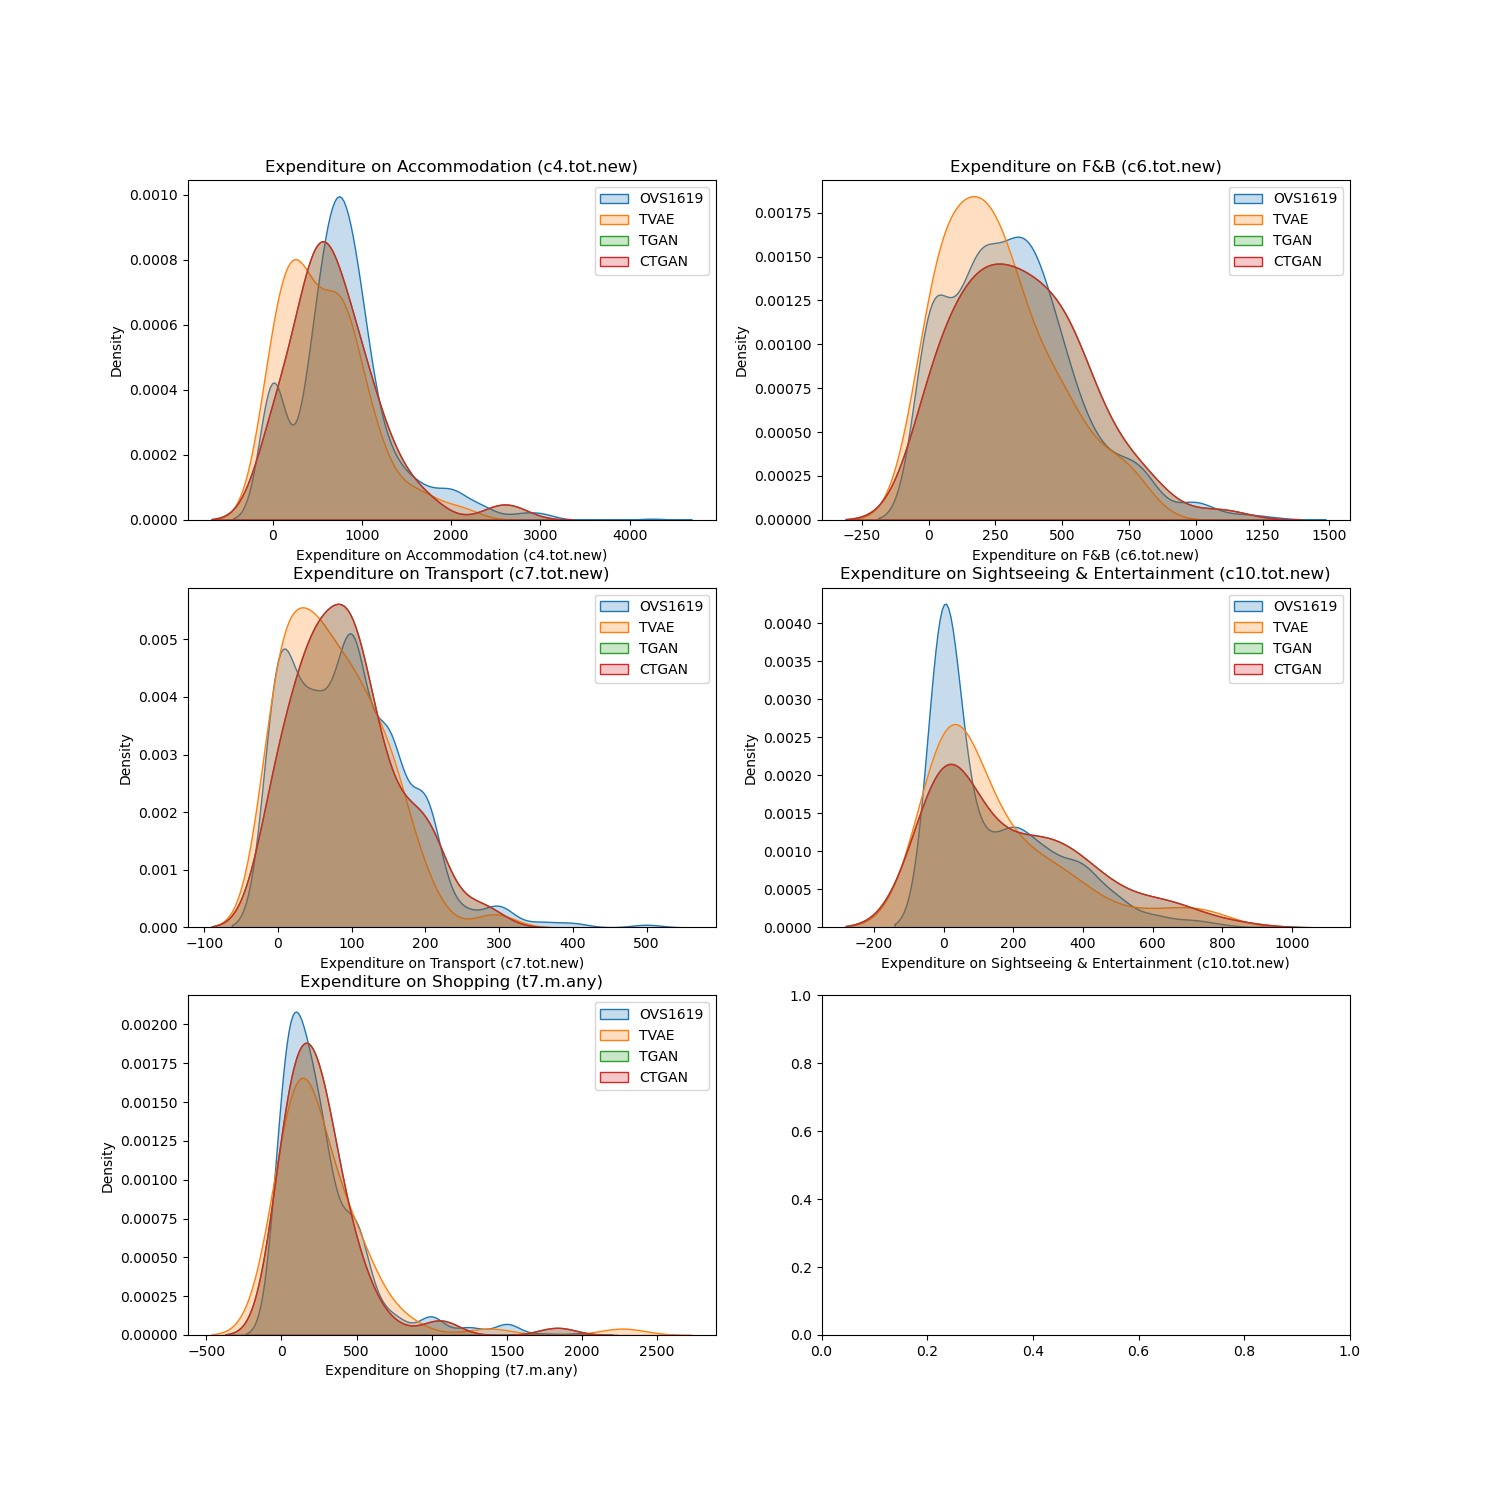 Expenditure on Accommodation (c4.tot.new)
Density
0.0010
0.0008
0.0006
0.0004
0.0002
0.0000
OVS1619
TVAE
TGAN
CTGAN
0 1000 2000 3000 4000
Expenditure on Accommodation (c4.tot.new)
Expenditure on F&B (c6.tot.new)
Density
0.00175
0.00150
0.00125
0.00100
0.00075
0.00050
0.00025
0.00000
OVS1619
TVAE
TGAN
CTGAN
−250 0 250 500 750 1000 1250 1500
Expenditure on F&B (c6.tot.new)
Expenditure on Transport (c7.tot.new)
Density
0.005
0.004
0.003
0.002
0.001
0.000
OVS1619
TVAE
TGAN
CTGAN
−100 0 100 200 300 400 500
Expenditure on Transport (c7.tot.new)
Expenditure on Sightseeing & Entertainment (c10.tot.new)
Density
0.0040
0.0035
0.0030
0.0025
0.0020
0.0015
0.0010
0.0005
0.0000
OVS1619
TVAE
TGAN
CTGAN
−200 0 200 400 600 800 1000
Expenditure on Sightseeing & Entertainment (c10.tot.new)
Expenditure on Shopping (t7.m.any)
Density
0.00200
0.00175
0.00150
0.00125
0.00100
0.00075
0.00050
0.00025
0.00000
OVS1619
TVAE
TGAN
CTGAN
−500 0 500 1000 1500 2000 2500
Expenditure on Shopping (t7.m.any)
1.0
0.8
0.6
0.4
0.2
0.0
0.0 0.2 0.4 0.6 0.8 1.0